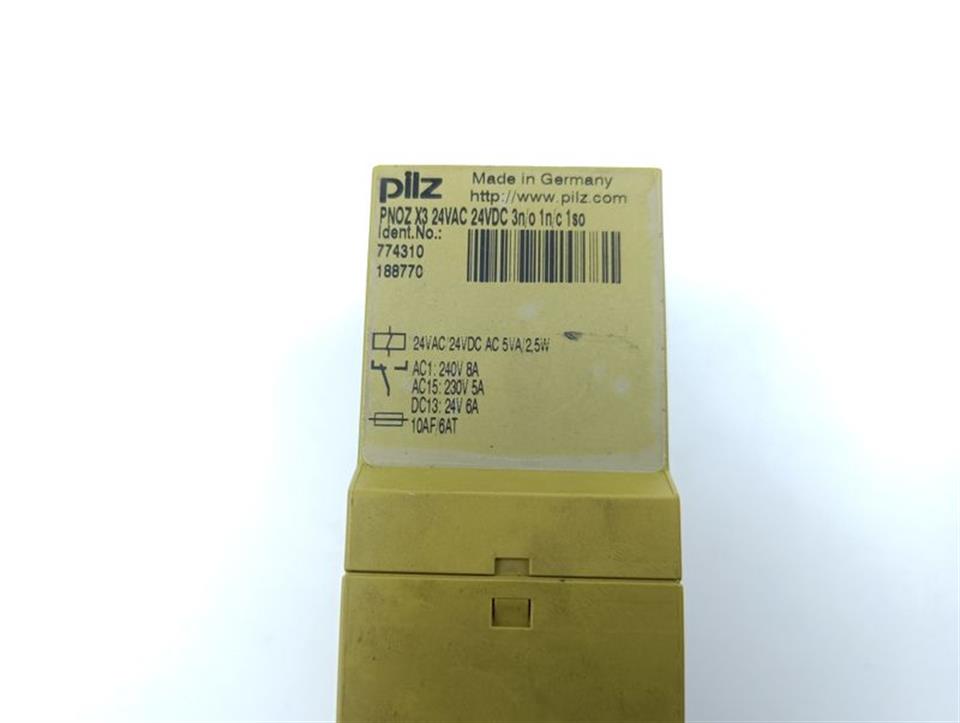 pilz
Made in Germany
http://www.pilz.com
PNOZ X3 24VAC 24VDC 3n/o 1n/c 1so
Ident.No.:
774310
188770
24VAC/24VDC AC 5VA/2,5W
AC1: 240V 8A
AC15: 230V 5A
DC13: 24V 6A
10AF/6AT